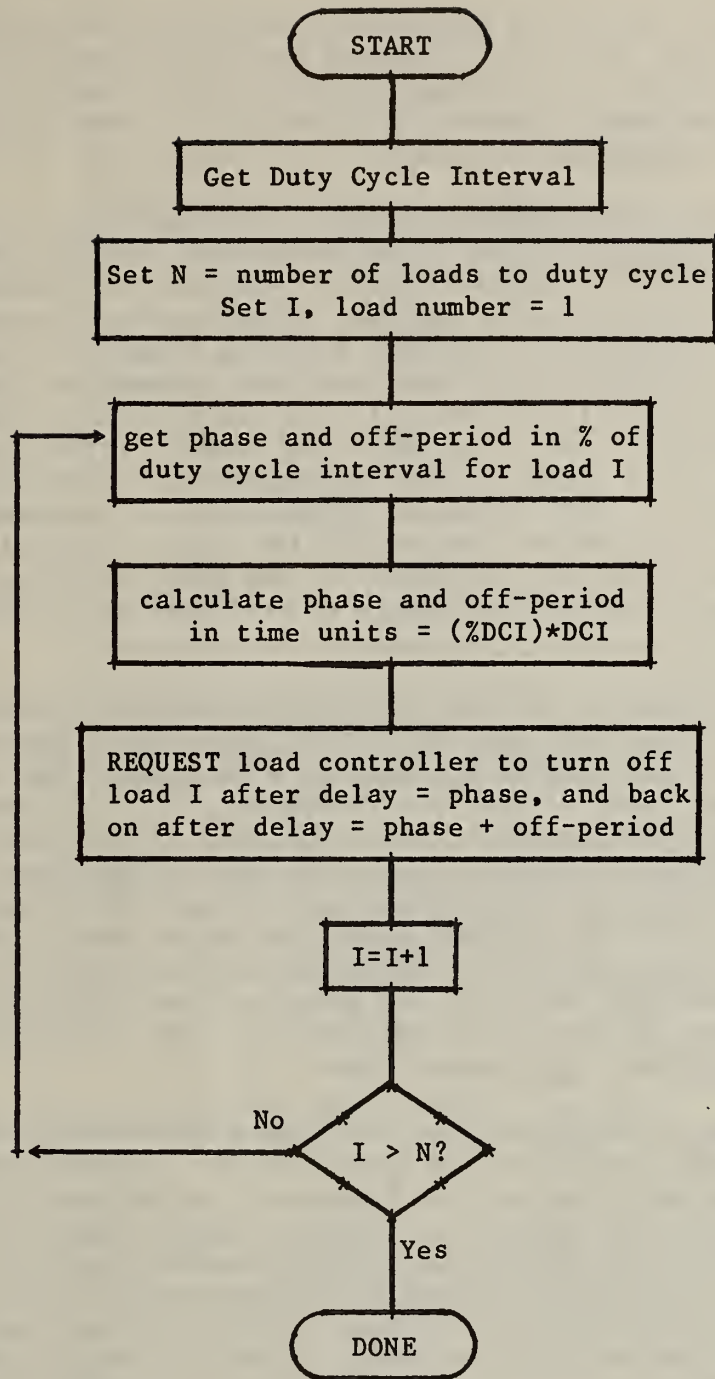 START
Get Duty Cycle Interval
Set N = number of loads to duty cycle
Set I, load number = 1
get phase and off-period in % of
duty cycle interval for load I
calculate phase and off-period
in time units = (%DCI)*DCI
REQUEST load controller to turn off
load I after delay = phase, and back
on after delay = phase + off-period
I=I+1
No
I > N?
Yes
DONE